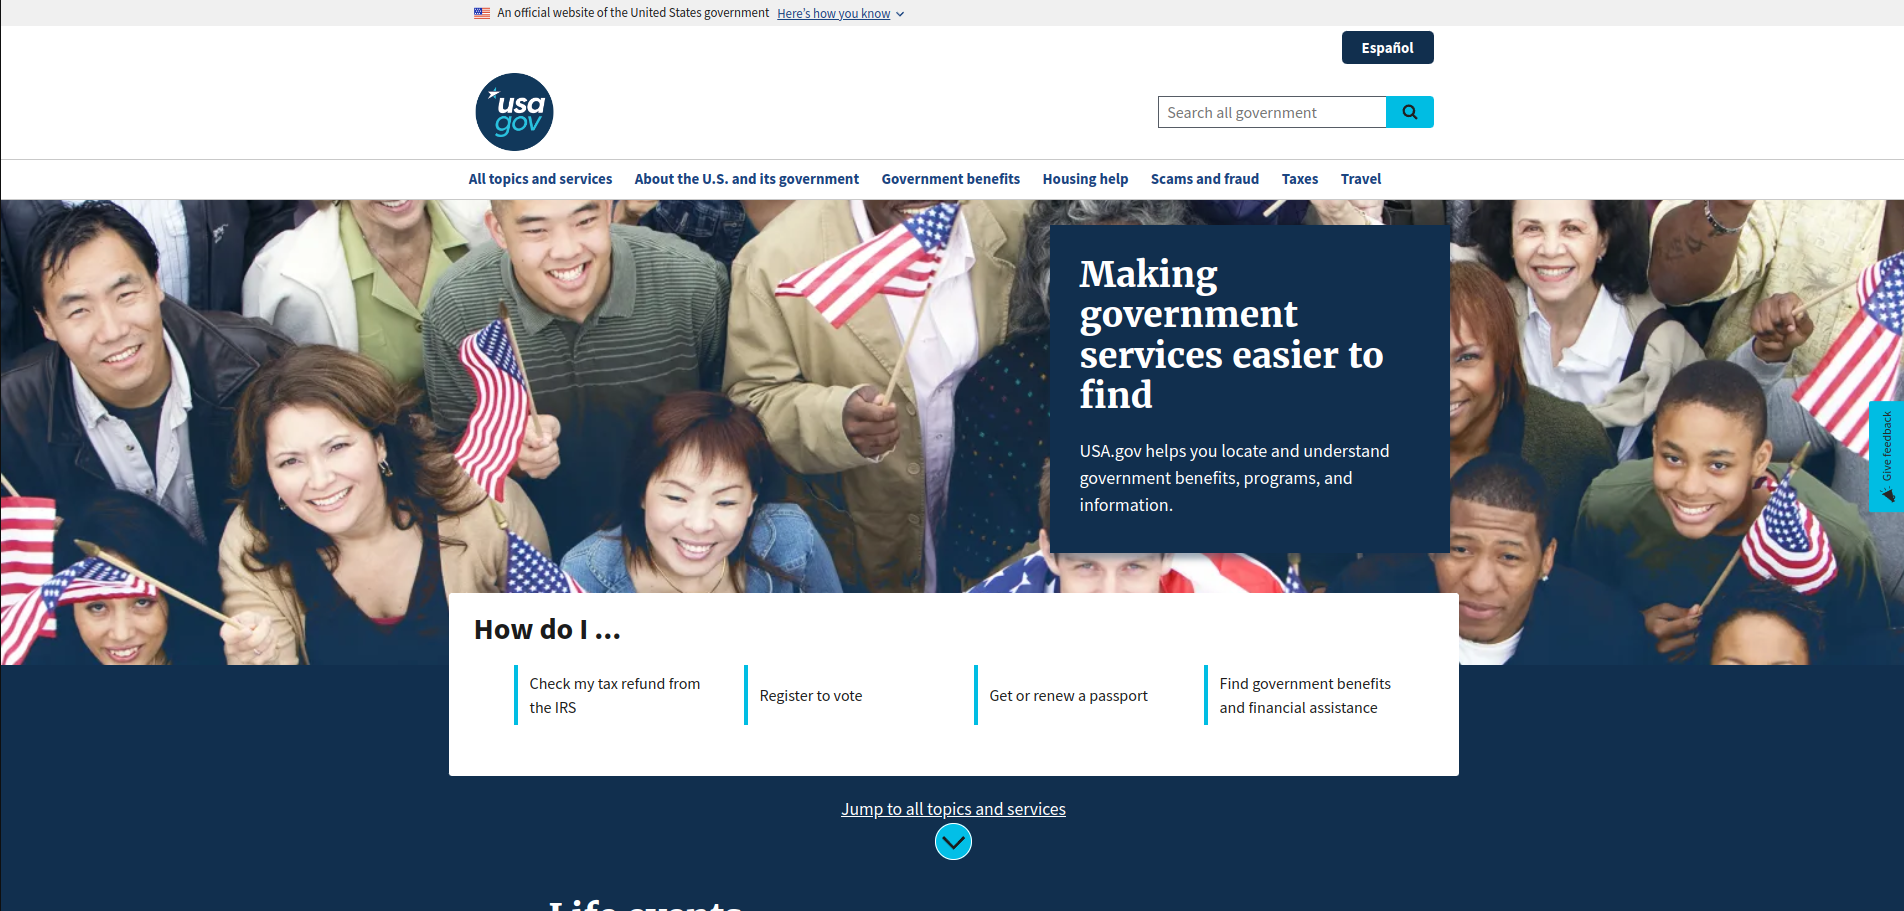 An official website of the United States government Here's how you know
Español
usa
gov
Search all government
All topics and services About the U.S. and its government Government benefits Housing help Scams and fraud Taxes Travel
Making
government
services easier to
find
USA.gov helps you locate and understand
government benefits, programs, and
information.
Give feedback
How do I ...
Check my tax refund from
the IRS
Register to vote
Get or renew a passport
Find government benefits
and financial assistance
Jump to all topics and services
Life events